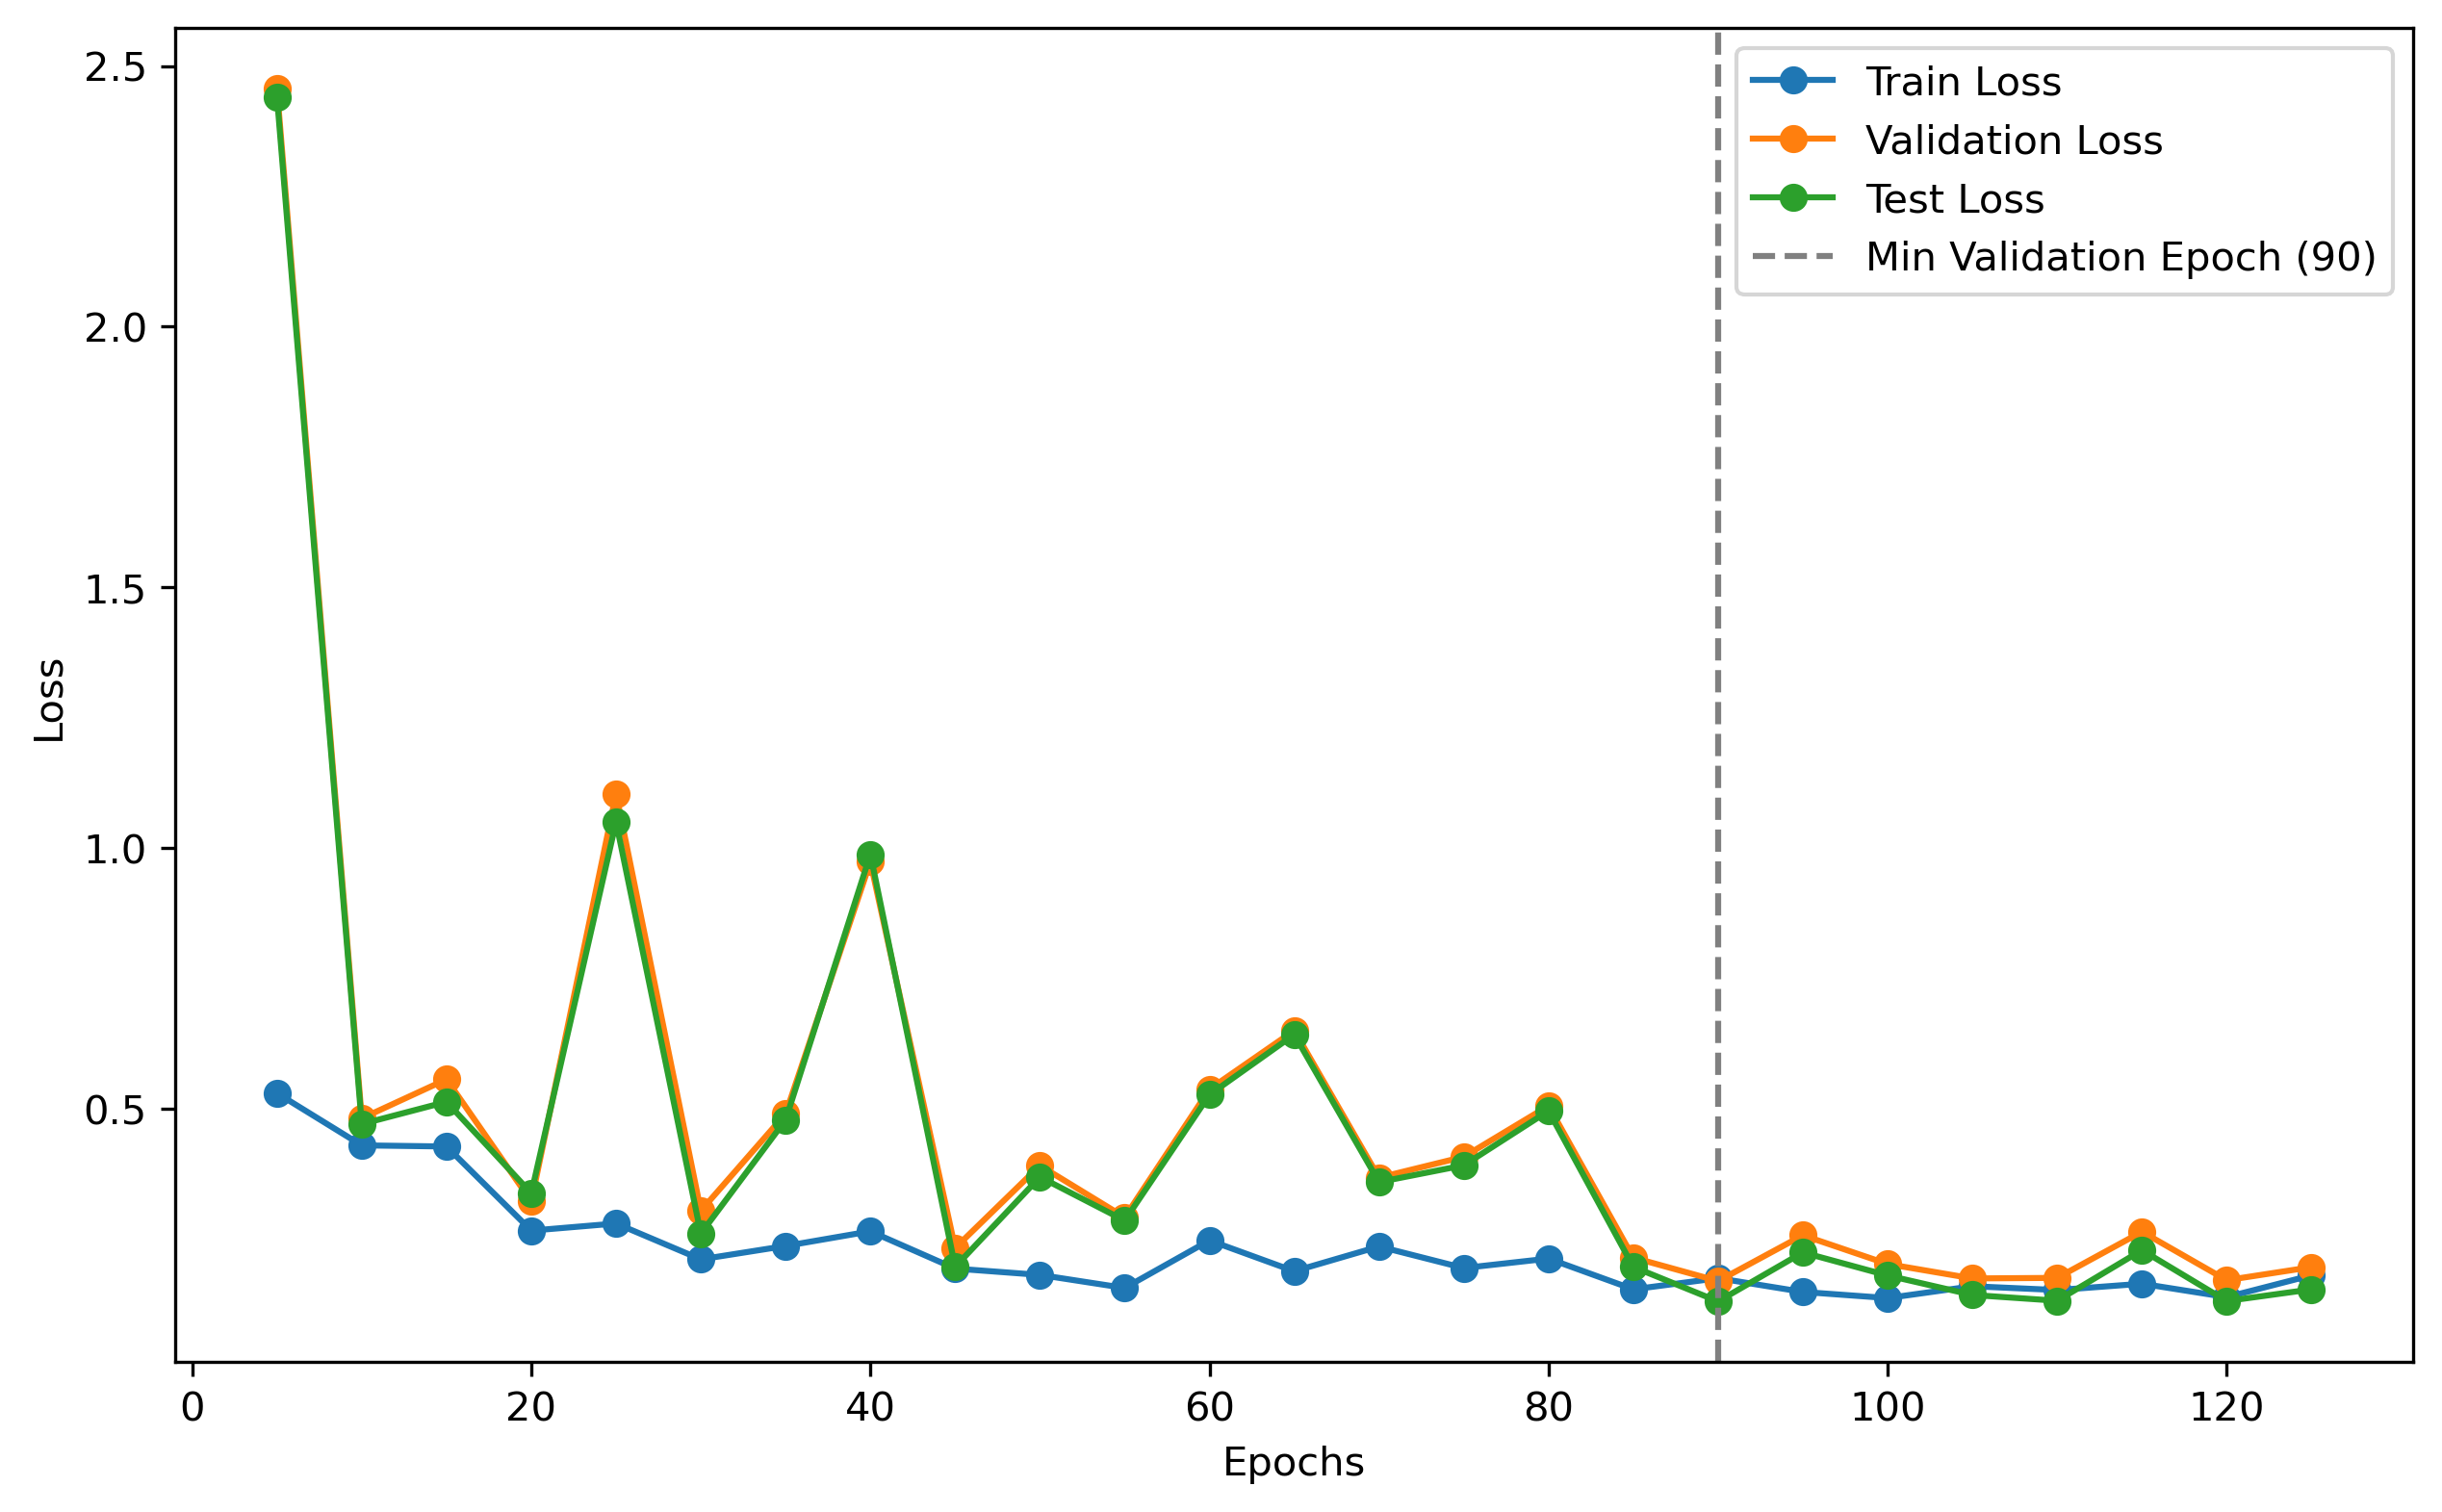 2.5
2.0
1.5
1.0
0.5
Loss
0 20 40 60 80 100 120
Epochs
Train Loss
Validation Loss
Test Loss
Min Validation Epoch (90)